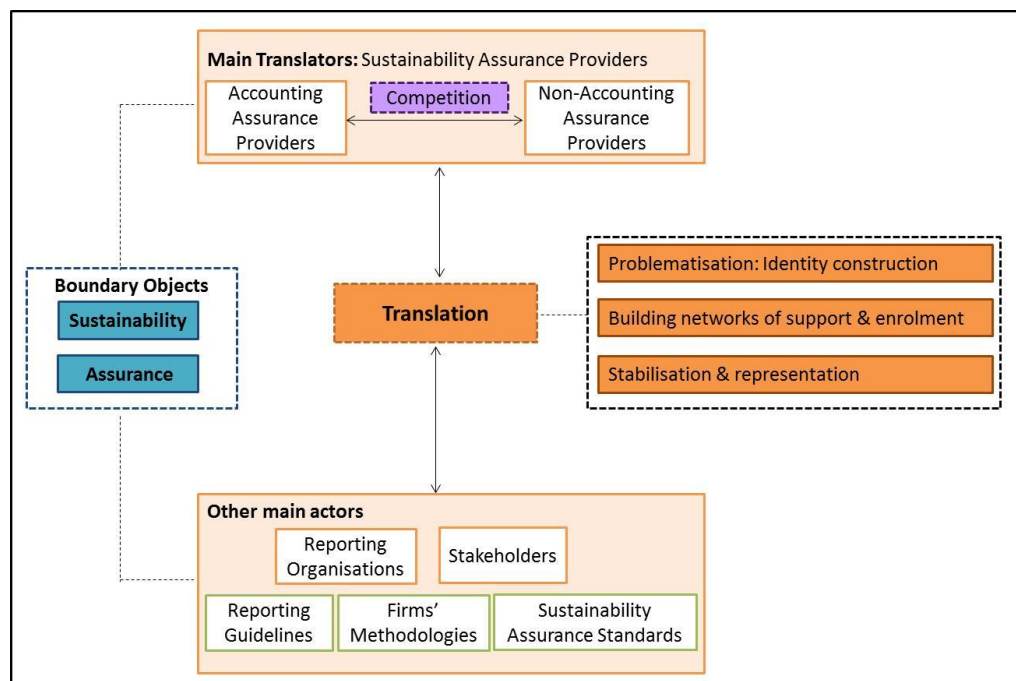 Main Translators: Sustainability Assurance Providers
Accounting
Assurance
Providers
Competition
Non-Accounting
Assurance
Providers
Boundary Objects
Sustainability
Assurance
Translation
Problematisation: Identity construction
Building networks of support & enrolment
Stabilisation & representation
Other main actors
Reporting
Organisations
Stakeholders
Reporting
Guidelines
Firms’
Methodologies
Sustainability
Assurance Standards